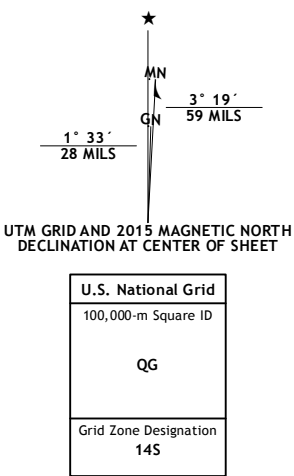 ★
MN
GN
3° 19´
59 MILS
1° 33´
28 MILS
UTM GRID AND 2015 MAGNETIC NORTH
DECLINATION AT CENTER OF SHEET
U.S. National Grid
100,000-m Square ID
QG
Grid Zone Designation
14S